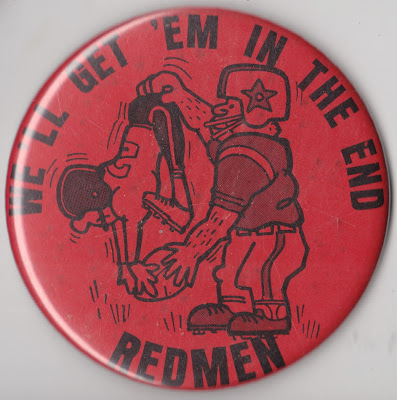 WE'LL GET 'EM IN THE END
REDMEN